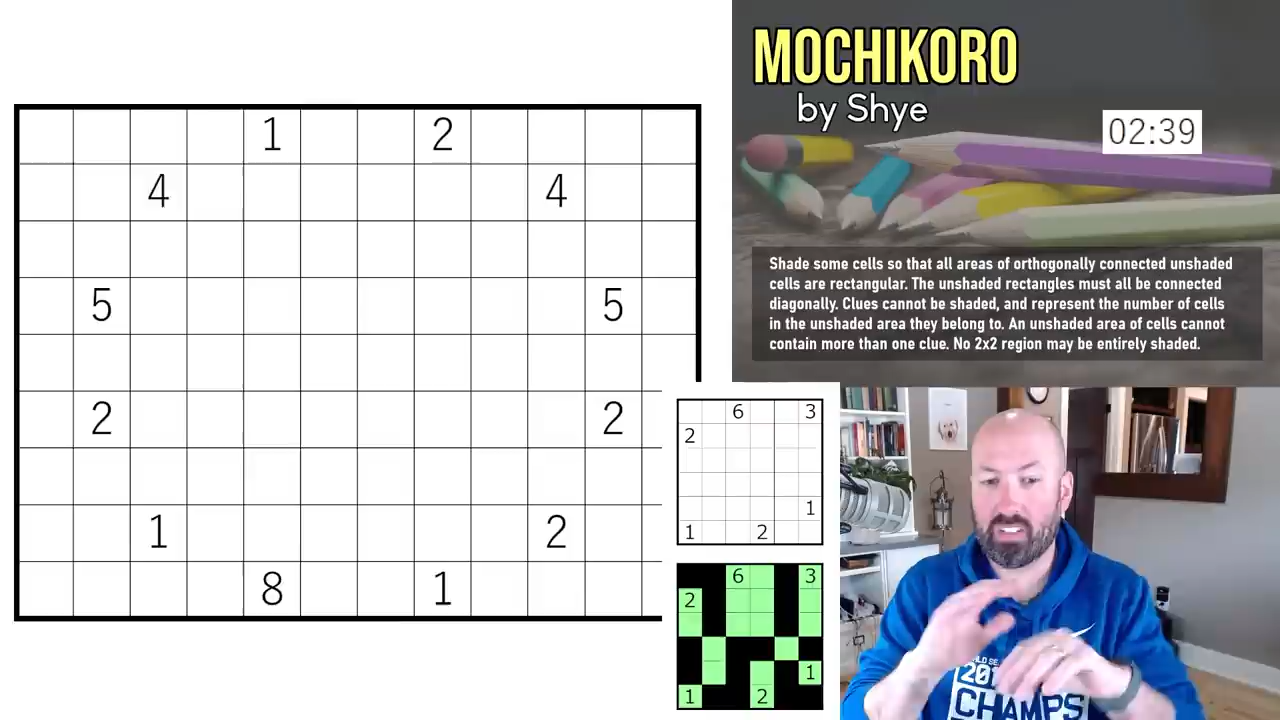 MOCHIKORO
by Shye
02:39
Shade some cells so that all areas of orthogonally connected unshaded
cells are rectangular. The unshaded rectangles must all be connected
diagonally. Clues cannot be shaded, and represent the number of cells
in the unshaded area they belong to. An unshaded area of cells cannot
contain more than one clue. No 2x2 region may be entirely shaded.
1 2
4 4
5 5
2 2
1 2
8 1
6 3
2
1
1 2
6 3
2
1
1 2
CHAMPS